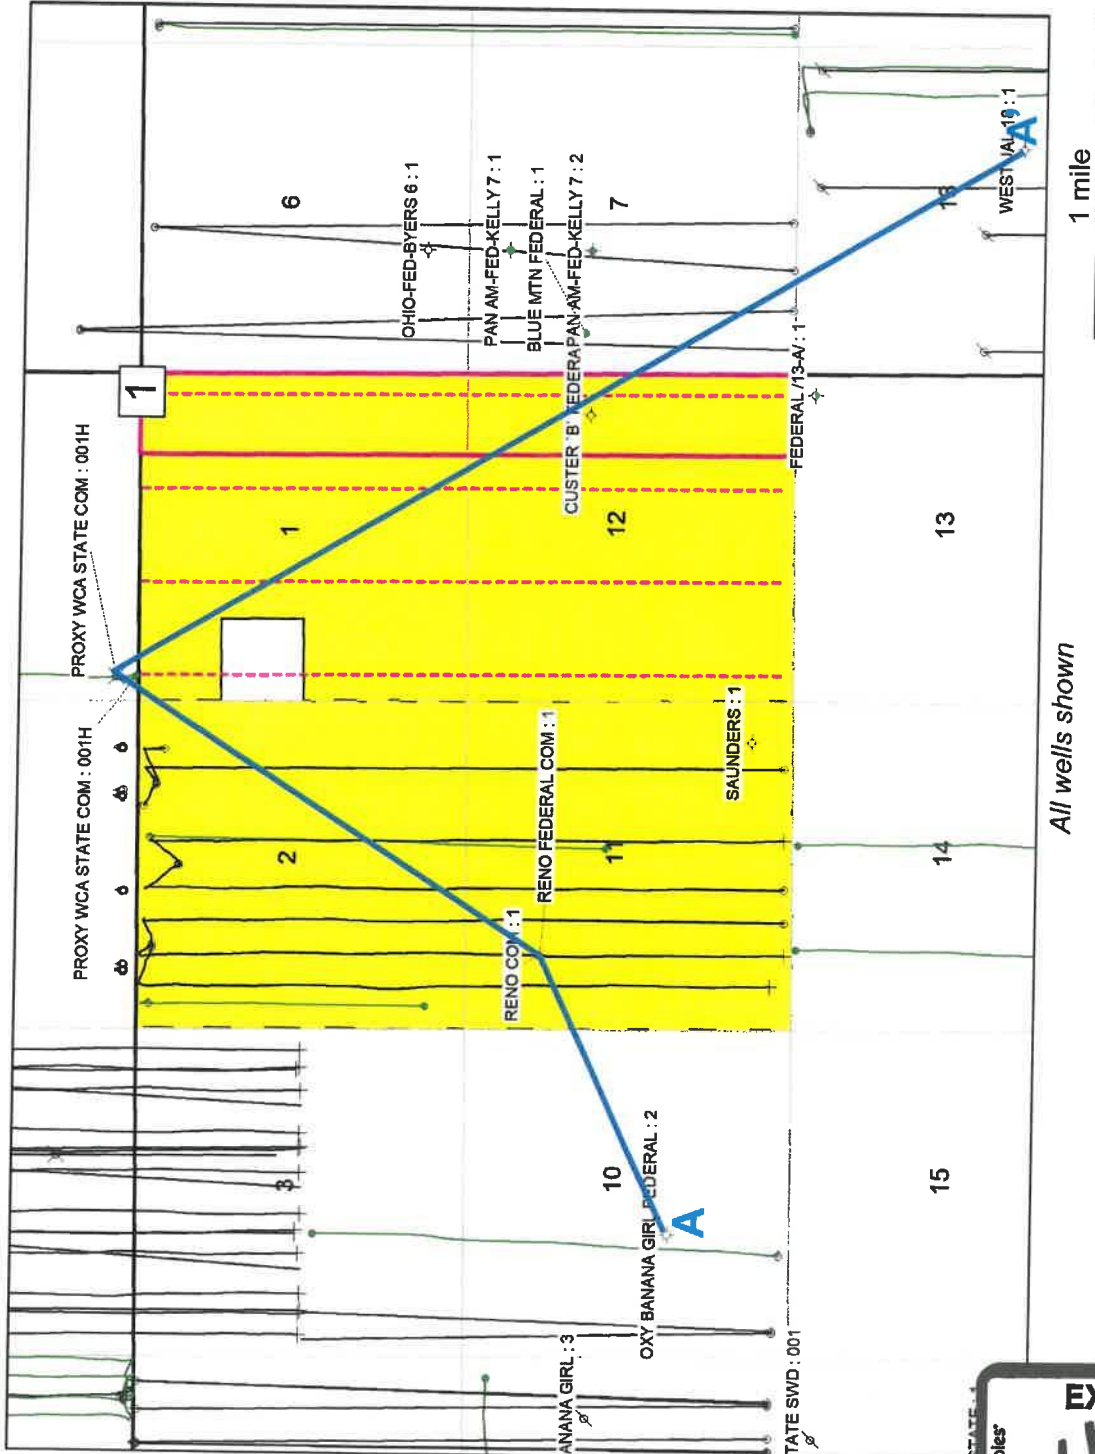 PROXY WCA STATE COM : 001H
PROXY WCA STATE COM : 001H
1
6
OHIO-FED-BYERS 6 : 1
PAN AM-FED-KELLY 7 : 1
BLUE MTN FEDERAL : 1
PAN AM-FED-KELLY 7 : 2
7
CUSTER 'B' FEDERA
FEDERAL /13-A/ : 1
WEST JAL 18 : 1
A'
1
12
13
2
11
14
RENO COM : 1
RENO FEDERAL COM : 1
SAUNDERS : 1
3
10
15
OXY BANANA GIRL FEDERAL : 2
A
ANANA GIRL : 3
TATE SWD : 001
All wells shown
1 mile
EX